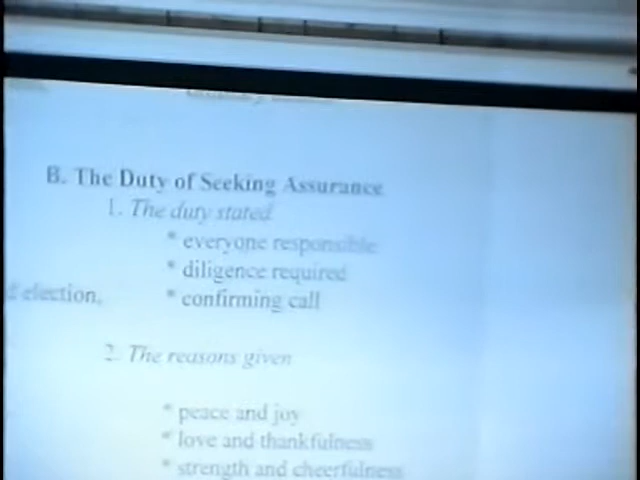 B. The Duty of Seeking Assurance
1. The duty stated
* everyone responsible
* diligence required
election,
* confirming call
2. The reasons given
* peace and joy
* love and thankfulness
* strength and cheerfulness